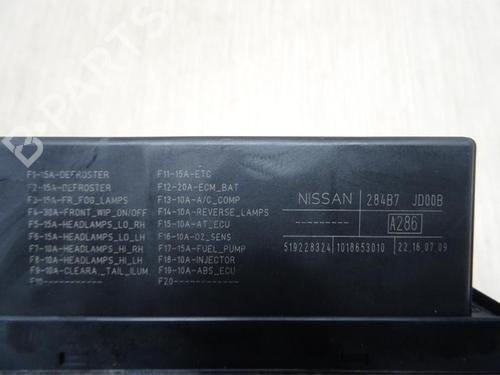 B-PARTS
F1-15A-DEFROSTER
F2-15A-DEFROSTER
F3-15A-FR_FOG_LAMPS
F4-30A-FRONT_WIP_ON/OFF
F5-15A-HEADLAMPS_LO_RH
F6-15A-HEADLAMPS_LO_LH
F7-10A-HEADLAMPS_HI_RH
F8-10A-HEADLAMPS_HI_LH
F9-10A-CLEARA._TAIL_ILUM.
F10------------
F11-15A-ETC
F12-20A-ECM_BAT
F13-10A-A/C_COMP
F14-10A-REVERSE_LAMPS
F15-10A-AT_ECU
F16-10A-O2_SENS
F17-15A-FUEL_PUMP
F18-10A-INJECTOR
F19-10A-ABS_ECU
F20------------
NISSAN 284B7 JD00B
A286
519228324 1018653010 22,16,07,09